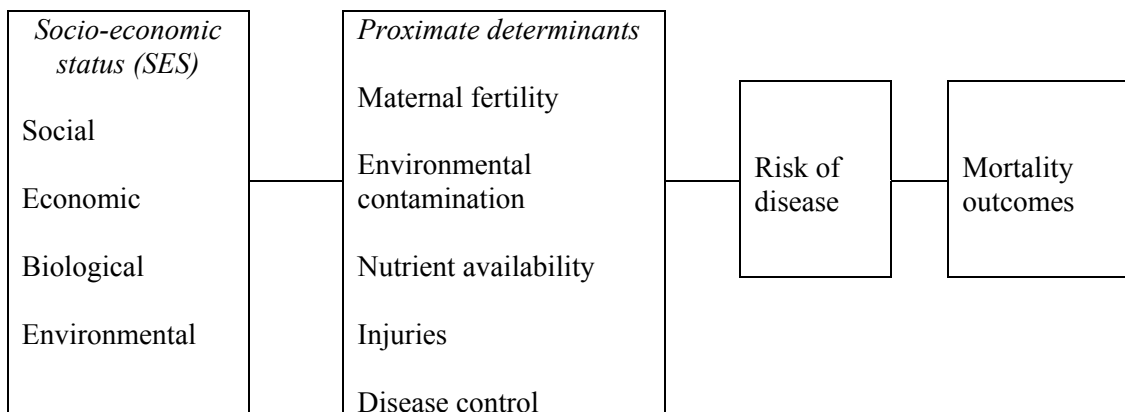 Socio-economic
status (SES)
Social
Economic
Biological
Environmental
Proximate determinants
Maternal fertility
Environmental
contamination
Nutrient availability
Injuries
Disease control
Risk of
disease
Mortality
outcomes